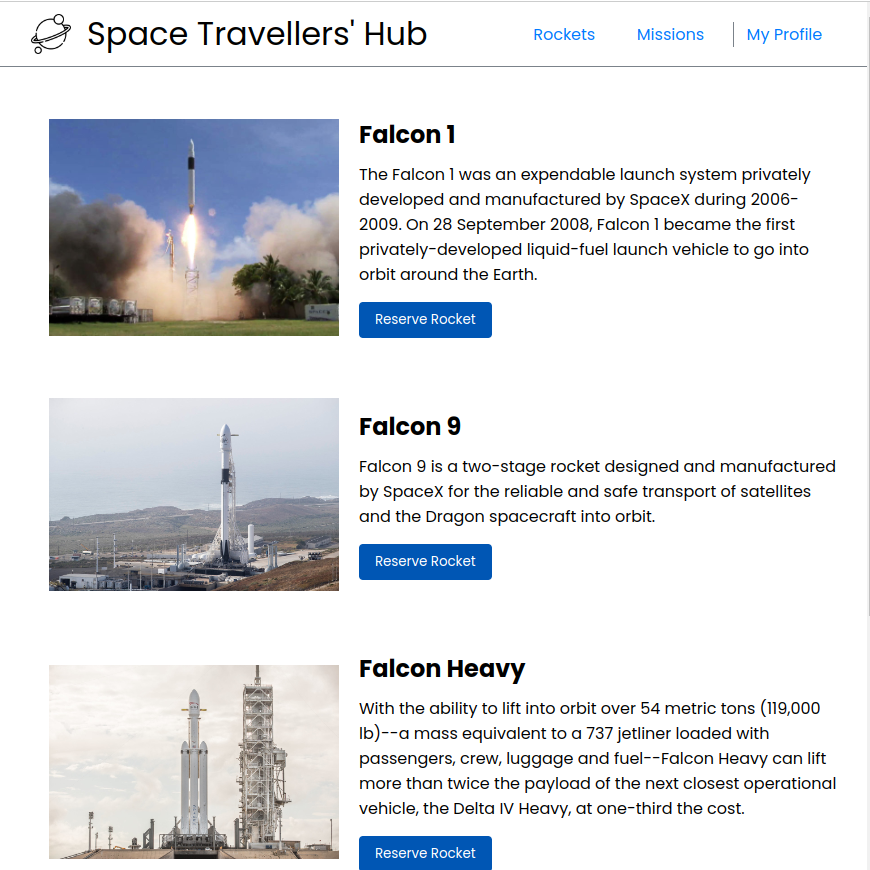 Space Travellers' Hub
Rockets
Missions
My Profile
Falcon 1
The Falcon 1 was an expendable launch system privately
developed and manufactured by SpaceX during 2006-
2009. On 28 September 2008, Falcon 1 became the first
privately-developed liquid-fuel launch vehicle to go into
orbit around the Earth.
Reserve Rocket
Falcon 9
Falcon 9 is a two-stage rocket designed and manufactured
by SpaceX for the reliable and safe transport of satellites
and the Dragon spacecraft into orbit.
Reserve Rocket
Falcon Heavy
With the ability to lift into orbit over 54 metric tons (119,000
lb)--a mass equivalent to a 737 jetliner loaded with
passengers, crew, luggage and fuel--Falcon Heavy can lift
more than twice the payload of the next closest operational
vehicle, the Delta IV Heavy, at one-third the cost.
Reserve Rocket